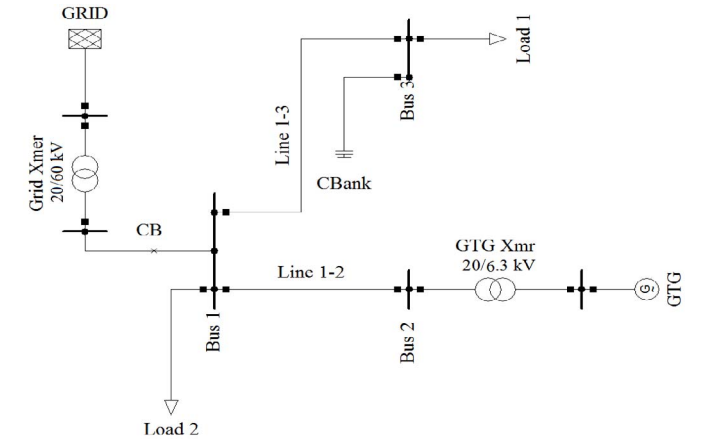 GRID
Grid Xmer
20/60 kV
CB
Line 1-3
Bus 3
Load 1
CBank
GTG Xmr
20/6.3 kV
Line 1-2
Bus 1
Bus 2
G
~
GTG
Load 2